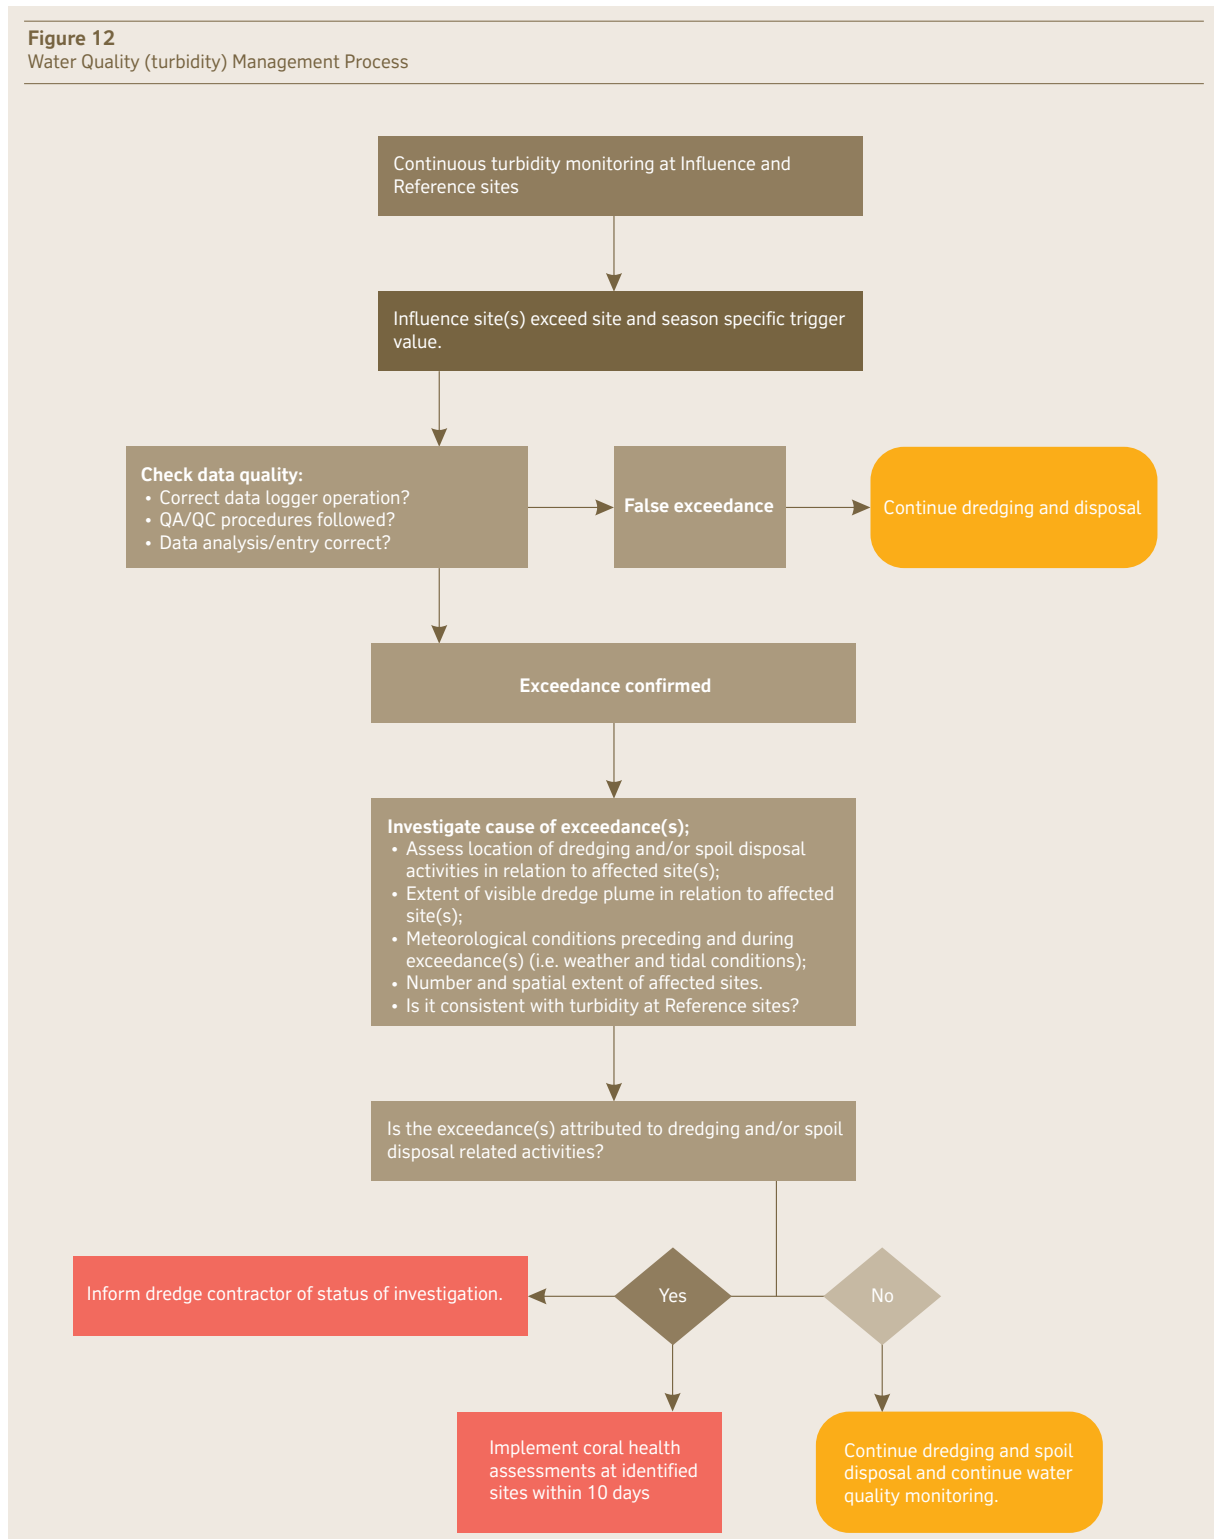 Figure 12
Water Quality (turbidity) Management Process
Continuous turbidity monitoring at Influence and
Reference sites
Influence site(s) exceed site and season specific trigger
value.
Check data quality:
• Correct data logger operation?
• QA/QC procedures followed?
• Data analysis/entry correct?
False exceedance
Continue dredging and disposal
Exceedance confirmed
Investigate cause of exceedance(s);
• Assess location of dredging and/or spoil disposal
activities in relation to affected site(s);
• Extent of visible dredge plume in relation to affected
site(s);
• Meteorological conditions preceding and during
exceedance(s) (i.e. weather and tidal conditions);
• Number and spatial extent of affected sites.
• Is it consistent with turbidity at Reference sites?
Is the exceedance(s) attributed to dredging and/or spoil
disposal related activities?
Inform dredge contractor of status of investigation.
Yes
No
Implement coral health
assessments at identified
sites within 10 days
Continue dredging and spoil
disposal and continue water
quality monitoring.